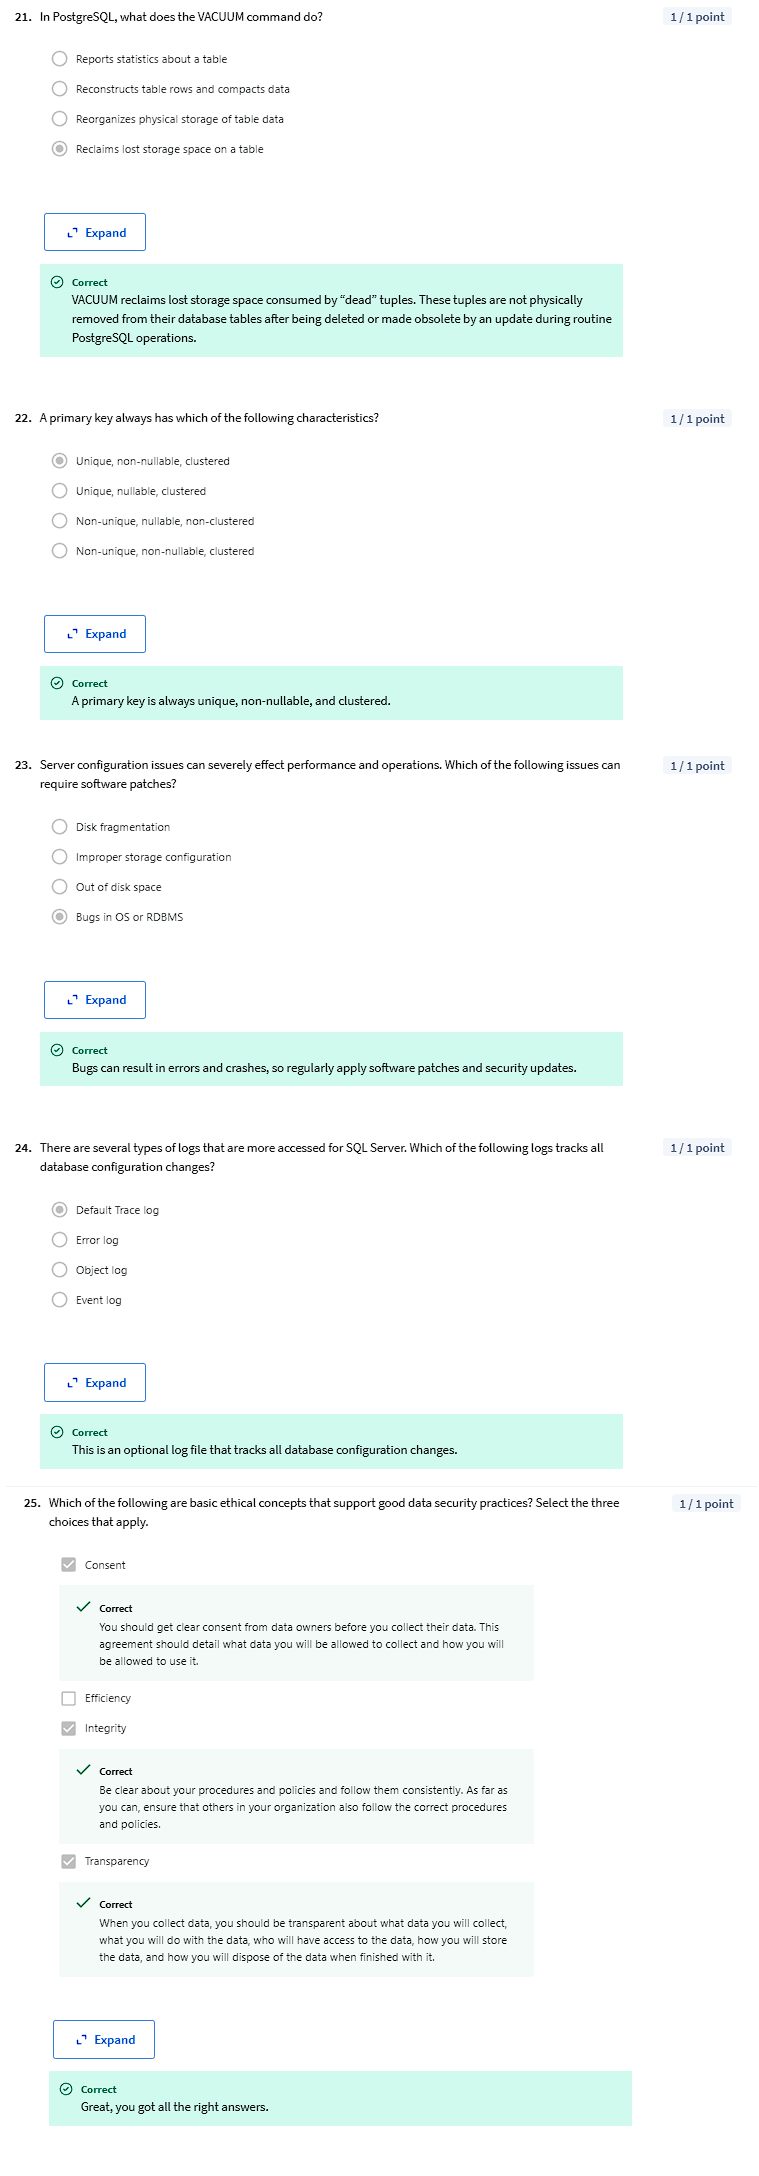 21. In PostgreSQL, what does the VACUUM command do?
1 / 1 point
Reports statistics about a table
Reconstructs table rows and compacts data
Reorganizes physical storage of table data
Reclaims lost storage space on a table
Expand
Correct
VACUUM reclaims lost storage space consumed by “dead” tuples. These tuples are not physically
removed from their database tables after being deleted or made obsolete by an update during routine
PostgreSQL operations.
22. A primary key always has which of the following characteristics?
1 / 1 point
Unique, non-nullable, clustered
Unique, nullable, clustered
Non-unique, nullable, non-clustered
Non-unique, non-nullable, clustered
Expand
Correct
A primary key is always unique, non-nullable, and clustered.
23. Server configuration issues can severely effect performance and operations. Which of the following issues can
require software patches?
1 / 1 point
Disk fragmentation
Improper storage configuration
Out of disk space
Bugs in OS or RDBMS
Expand
Correct
Bugs can result in errors and crashes, so regularly apply software patches and security updates.
24. There are several types of logs that are more accessed for SQL Server. Which of the following logs tracks all
database configuration changes?
1 / 1 point
Default Trace log
Error log
Object log
Event log
Expand
Correct
This is an optional log file that tracks all database configuration changes.
25. Which of the following are basic ethical concepts that support good data security practices? Select the three
choices that apply.
1 / 1 point
Consent
Correct
You should get clear consent from data owners before you collect their data. This
agreement should detail what data you will be allowed to collect and how you will
be allowed to use it.
Efficiency
Integrity
Correct
Be clear about your procedures and policies and follow them consistently. As far as
you can, ensure that others in your organization also follow the correct procedures
and policies.
Transparency
Correct
When you collect data, you should be transparent about what data you will collect,
what you will do with the data, who will have access to the data, how you will store
the data, and how you will dispose of the data when finished with it.
Expand
Correct
Great, you got all the right answers.